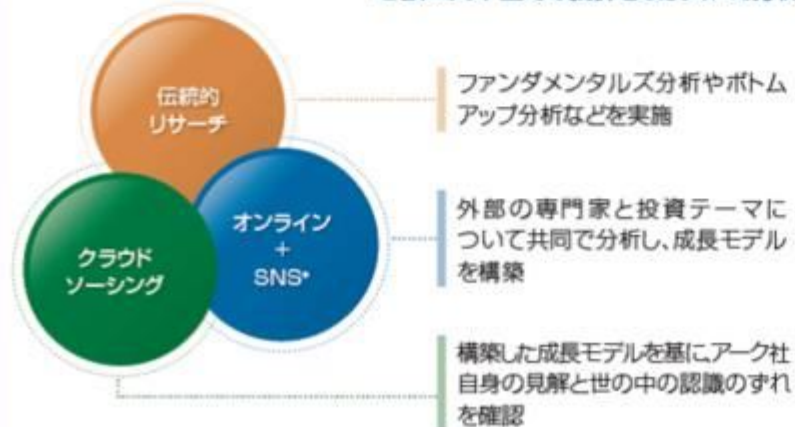 伝統的
リサーチ
ファンダメンタルズ分析やボトム
アップ分析などを実施
オンライン
+
SNS*
外部の専門家と投資テーマに
ついて共同で分析し、成長モデル
を構築
クラウド
ソーシング
構築した成長モデルを基に、アーク社
自身の見解と世の中の認識のずれ
を確認